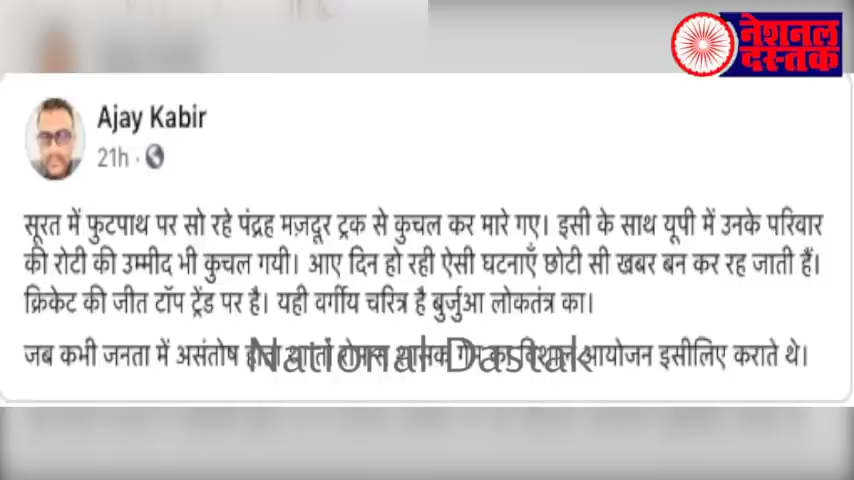 नेशनल
दस्तक
Ajay Kabir
21h ·
सूरत में फुटपाथ पर सो रहे पंद्रह मज़दूर ट्रक से कुचल कर मारे गए। इसी के साथ यूपी में उनके परिवार
की रोटी की उम्मीद भी कुचल गयी। आए दिन हो रही ऐसी घटनाएँ छोटी सी खबर बन कर रह जाती हैं।
क्रिकेट की जीत टॉप ट्रेंड पर है। यही वर्गीय चरित्र है बुर्जुआ लोकतंत्र का।
जब कभी जनता में असंतोष होता था तो रोमन शासक गेम का विशाल आयोजन इसीलिए कराते थे।
National Dastak